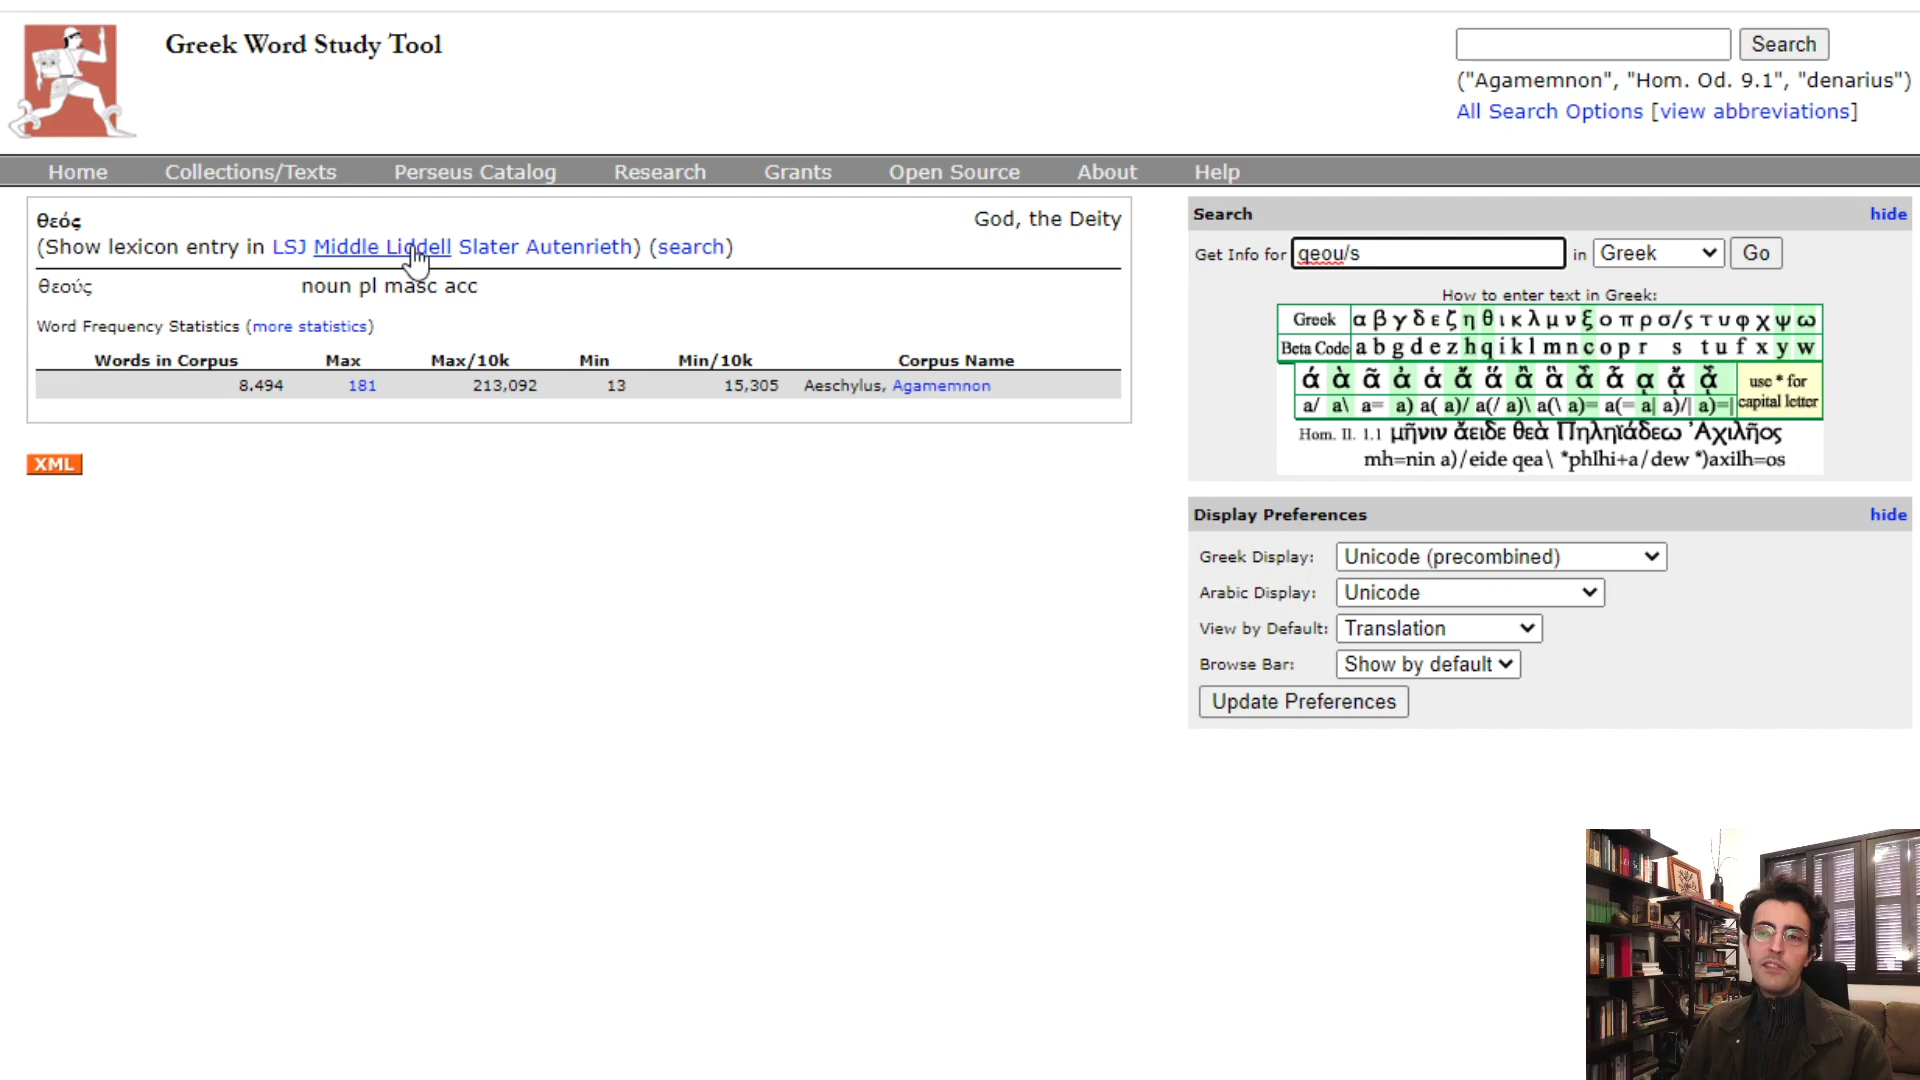 Greek Word Study Tool
Search
("Agamemnon", "Hom. Od. 9.1", "denarius")
All Search Options [view abbreviations]
Home Collections/Texts Perseus Catalog Research Grants Open Source About Help
θεός God, the Deity
(Show lexicon entry in LSJ Middle Liddell Slater Autenrieth) (search)
θεούς noun pl masc acc
Word Frequency Statistics (more statistics)
Words in Corpus Max Max/10k Min Min/10k Corpus Name
8.494 181 213,092 13 15,305 Aeschylus, Agamemnon
XML
Search hide
Get Info for qeou/s in Greek Go
How to enter text in Greek:
Greek α β γ δ ε ζ η θ ι κ λ μ ν ξ ο π ρ σ/ς τ υ φ χ ψ ω
Beta Code a b g d e z h q i k l m n c o p r s t u f x y w
ά ὰ ᾶ ἀ ἁ ἄ ἅ ἂ ἃ ἆ ἇ ᾳ ᾄ ᾆ use * for
a/ a\ a= a) a( a)/ a(/ a)\ a(\ a)= a(= a| a)/| a)=| capital letter
Hom. Il. 1.1 μῆνιν ἄειδε θεὰ Πηληϊάδεω Ἀχιλῆος
mh=nin a)/eide qea\ *phlhi+a/dew *)axilh=os
Display Preferences hide
Greek Display: Unicode (precombined)
Arabic Display: Unicode
View by Default: Translation
Browse Bar: Show by default
Update Preferences